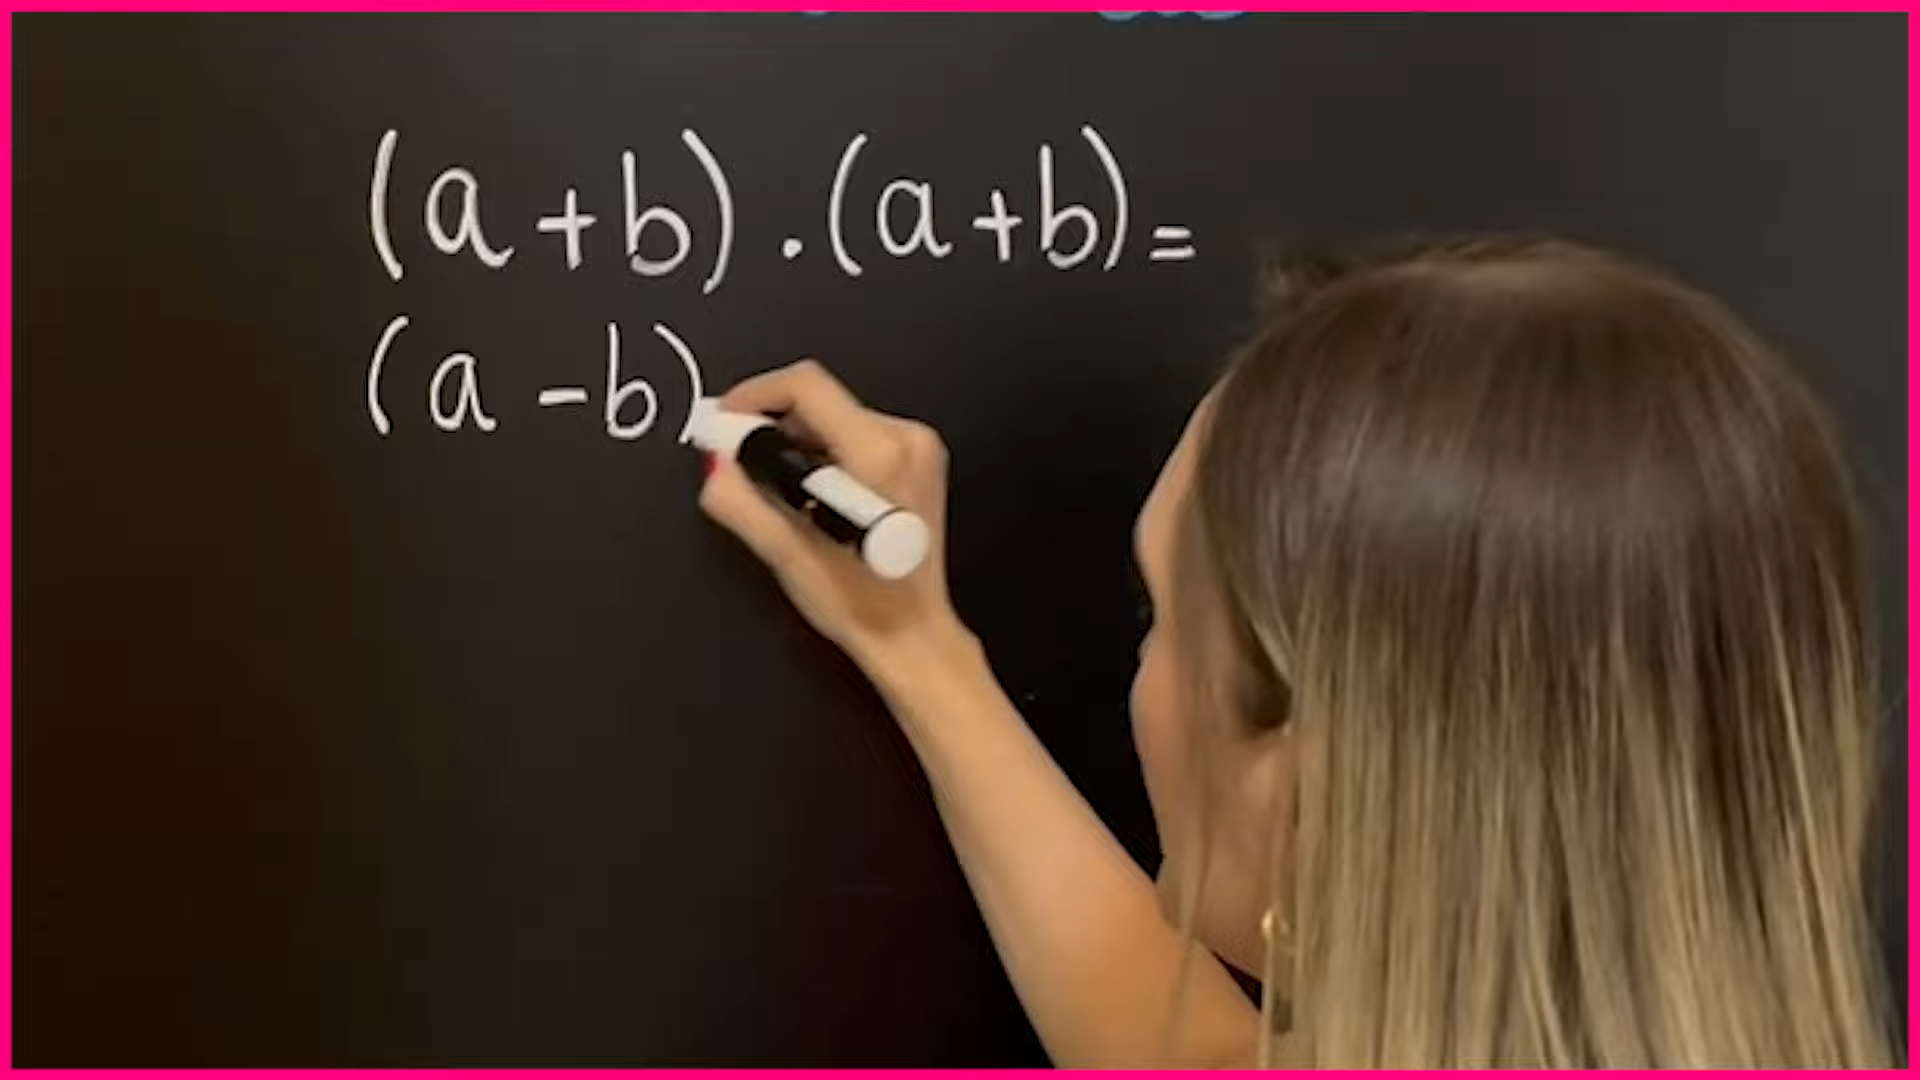 (a + b) . (a + b) =
(a - b)